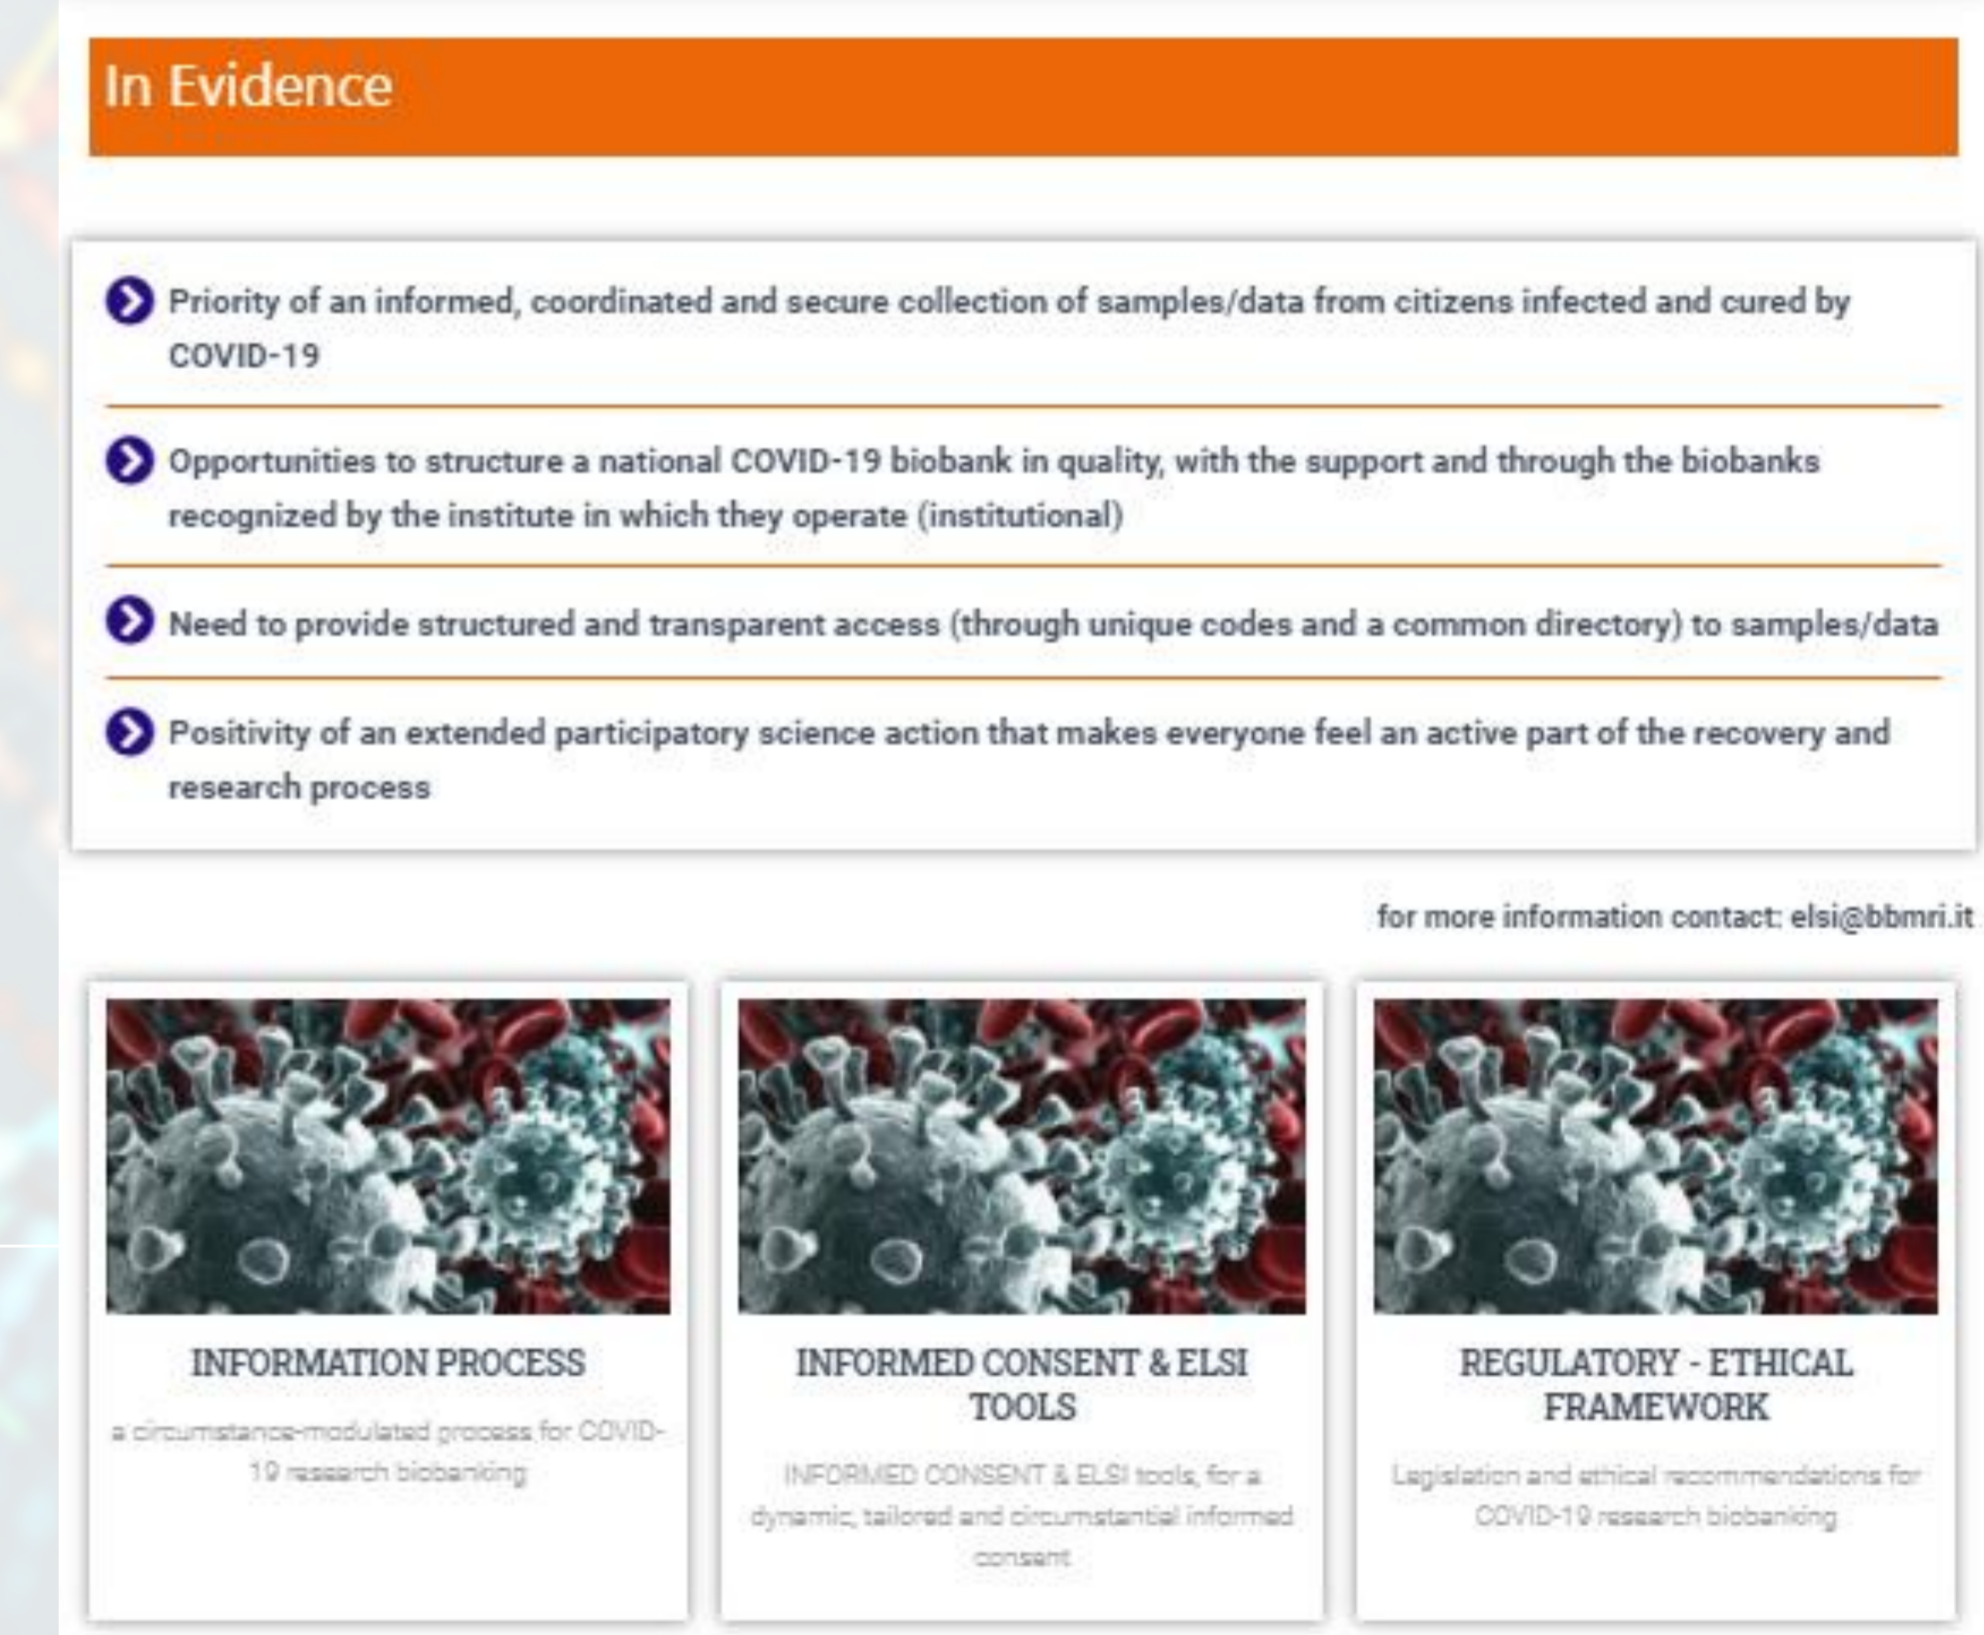 In Evidence
Priority of an informed, coordinated and secure collection of samples/data from citizens infected and cured by
COVID-19
Opportunities to structure a national COVID-19 biobank in quality, with the support and through the biobanks
recognized by the institute in which they operate (institutional)
Need to provide structured and transparent access (through unique codes and a common directory) to samples/data
Positivity of an extended participatory science action that makes everyone feel an active part of the recovery and
research process
for more information contact: elsi@bbmri.it
INFORMATION PROCESS
a circumstance-modulated process for COVID-
19 research biobanking
INFORMED CONSENT & ELSI
TOOLS
INFORMED CONSENT & ELSI tools, for a
dynamic, tailored and circumstantial informed
consent
REGULATORY - ETHICAL
FRAMEWORK
Legislation and ethical recommendations for
COVID-19 research biobanking